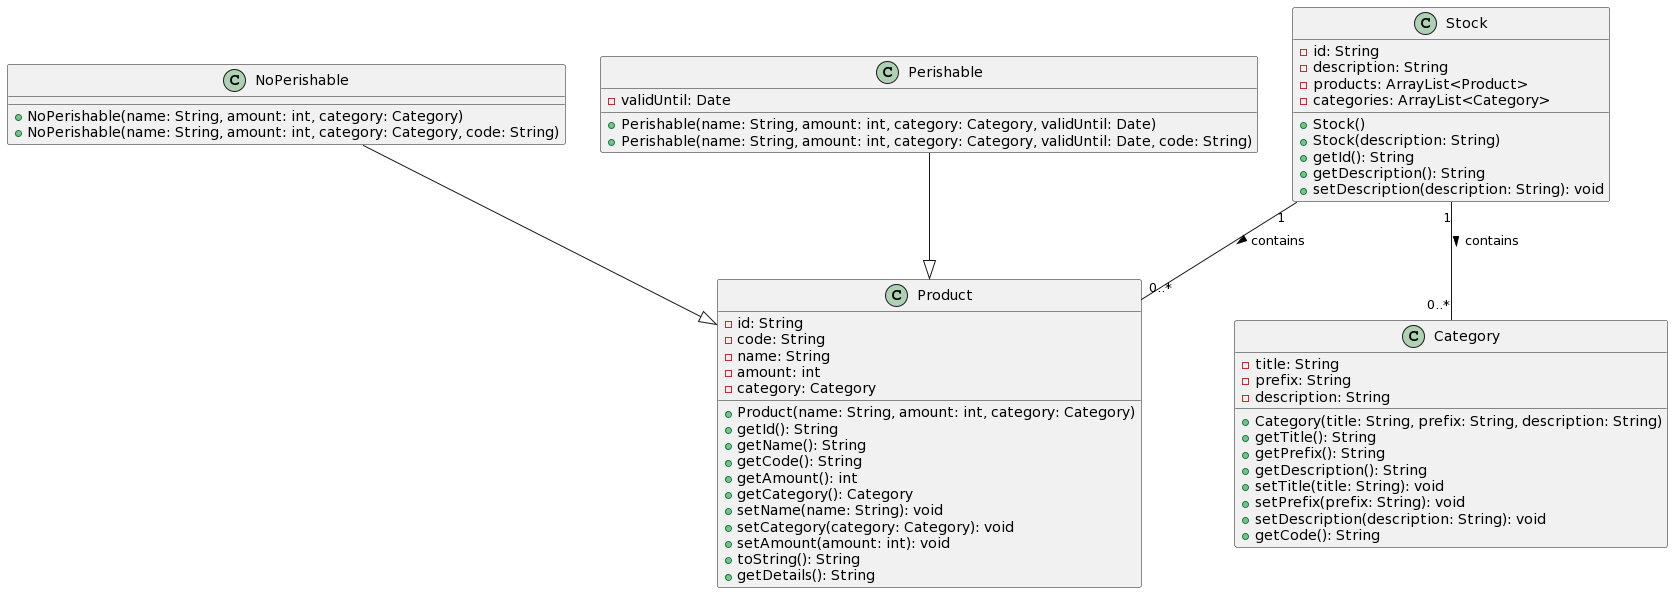 NoPerishable
NoPerishable(name: String, amount: int, category: Category)
NoPerishable(name: String, amount: int, category: Category, code: String)
Perishable
validUntil: Date
Perishable(name: String, amount: int, category: Category, validUntil: Date)
Perishable(name: String, amount: int, category: Category, validUntil: Date, code: String)
Stock
id: String
description: String
products: ArrayList<Product>
categories: ArrayList<Category>
Stock()
Stock(description: String)
getId(): String
getDescription(): String
setDescription(description: String): void
1
contains
0..*
1
contains
0..*
Product
id: String
code: String
name: String
amount: int
category: Category
Product(name: String, amount: int, category: Category)
getId(): String
getName(): String
getCode(): String
getAmount(): int
getCategory(): Category
setName(name: String): void
setCategory(category: Category): void
setAmount(amount: int): void
toString(): String
getDetails(): String
Category
title: String
prefix: String
description: String
Category(title: String, prefix: String, description: String)
getTitle(): String
getPrefix(): String
getDescription(): String
setTitle(title: String): void
setPrefix(prefix: String): void
setDescription(description: String): void
getCode(): String